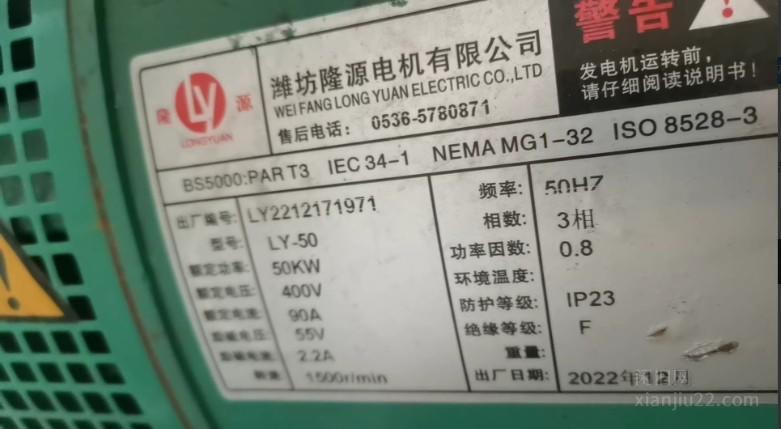 警告
发电机运转前,
请仔细阅读说明书!
LY
隆 源
LONGYUAN
潍坊隆源电机有限公司
WEI FANG LONG YUAN ELECTRIC CO.,LTD
售后电话: 0536-5780871
BS5000:PART3 IEC 34-1 NEMA MG1-32 ISO 8528-3
出厂编号: LY2212171971
型号: LY-50
额定功率: 50KW
额定电压: 400V
额定电流: 90A
励磁电压: 55V
励磁电流: 2.2A
转速: 1500r/min
频率: 50HZ
相数: 3相
功率因数: 0.8
环境温度:
防护等级: IP23
绝缘等级: F
重量:
出厂日期: 2022年12月
xianjiu22.com